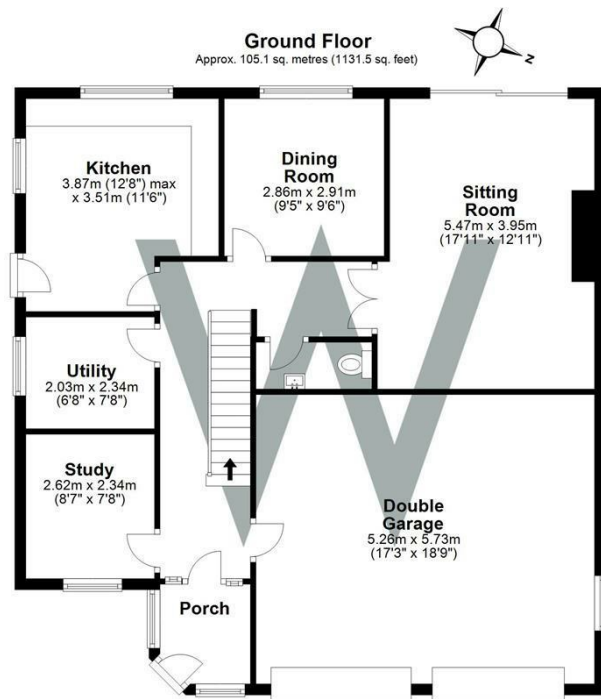 Ground Floor
Approx. 105.1 sq. metres (1131.5 sq. feet)
N
Kitchen
3.87m (12'8") max
x 3.51m (11'6")
Dining
Room
2.86m x 2.91m
(9'5" x 9'6")
Sitting
Room
5.47m x 3.95m
(17'11" x 12'11")
Utility
2.03m x 2.34m
(6'8" x 7'8")
Study
2.62m x 2.34m
(8'7" x 7'8")
Double
Garage
5.26m x 5.73m
(17'3" x 18'9")
Porch
W